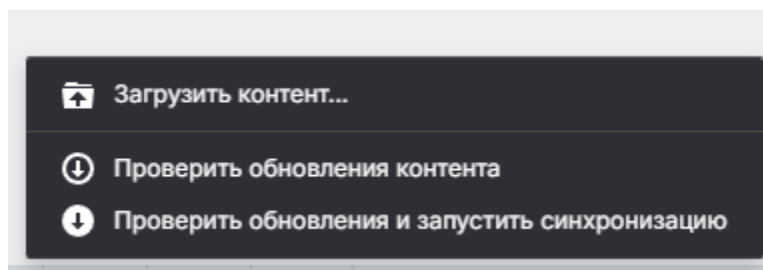 Загрузить контент...
Проверить обновления контента
Проверить обновления и запустить синхронизацию